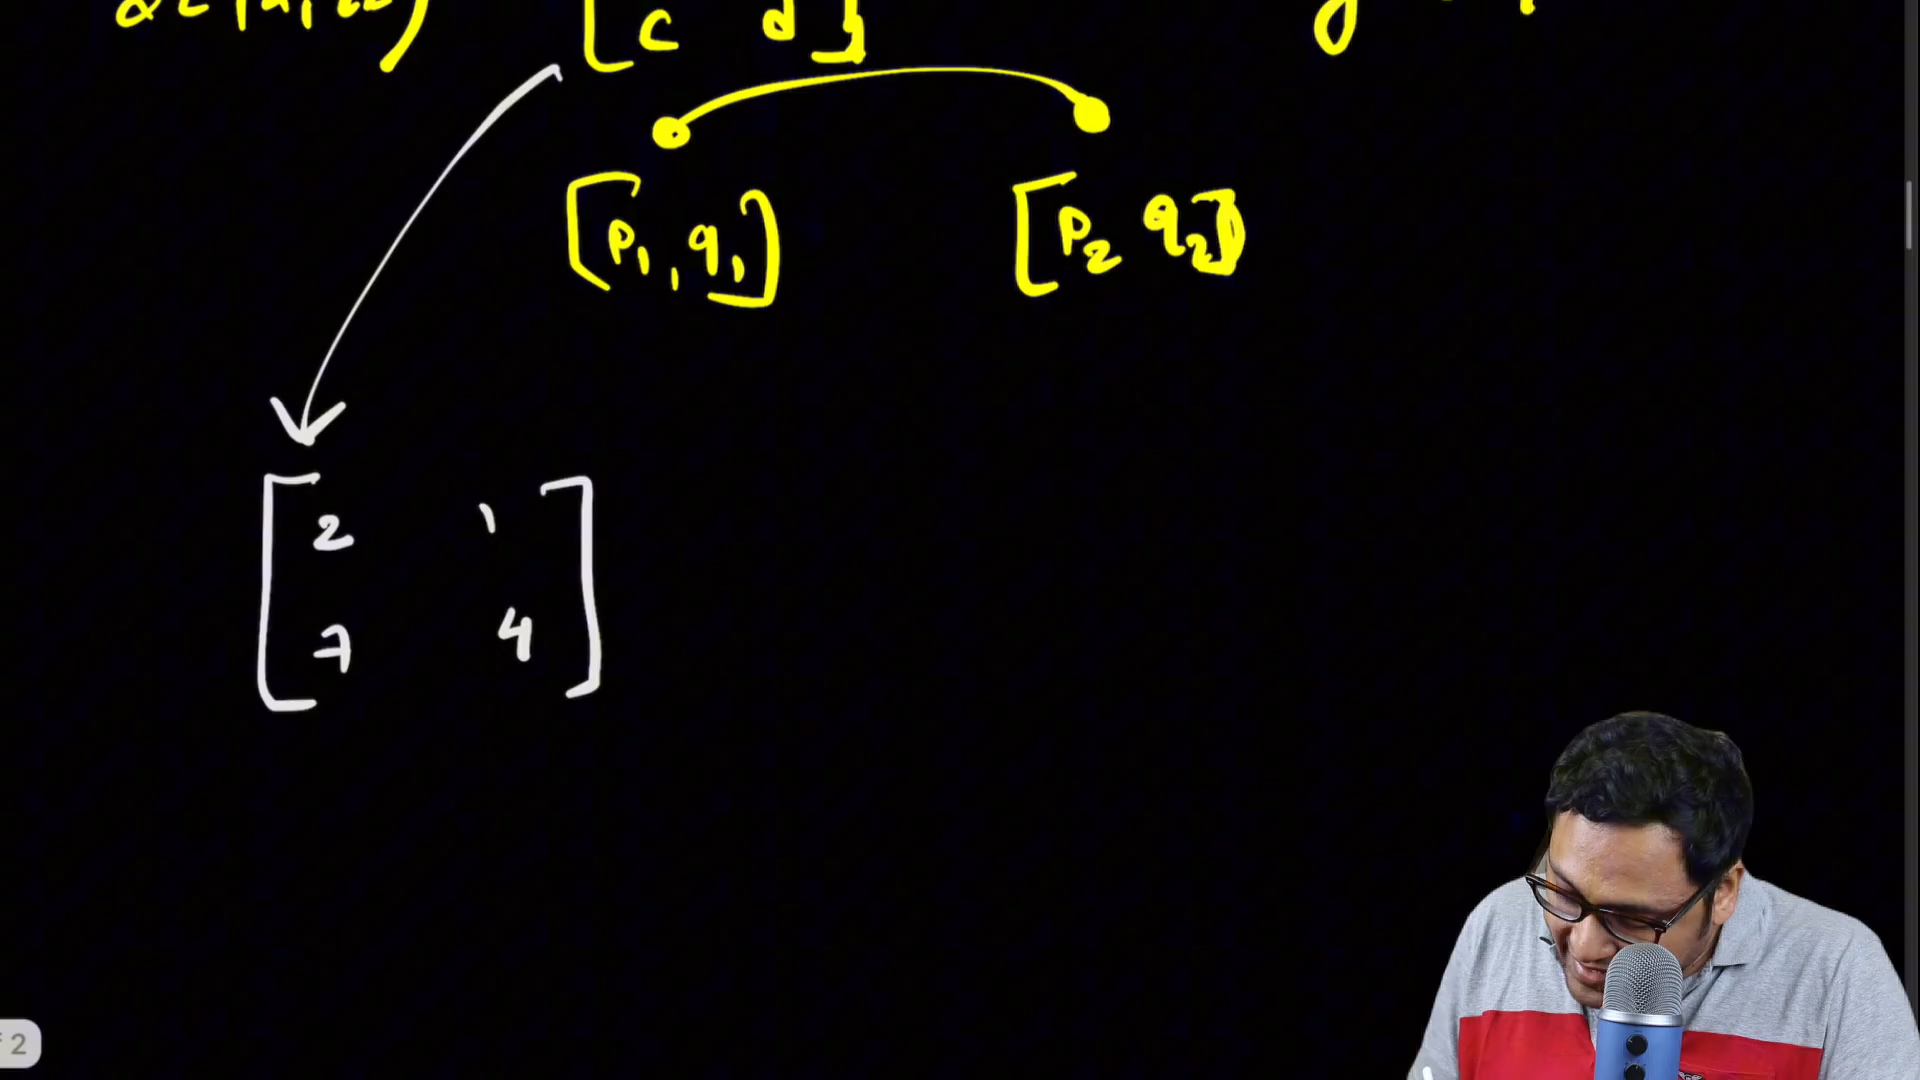 [c d]
[p₁, q₁] [p₂ q₂]
[2 1
7 4]
f 2